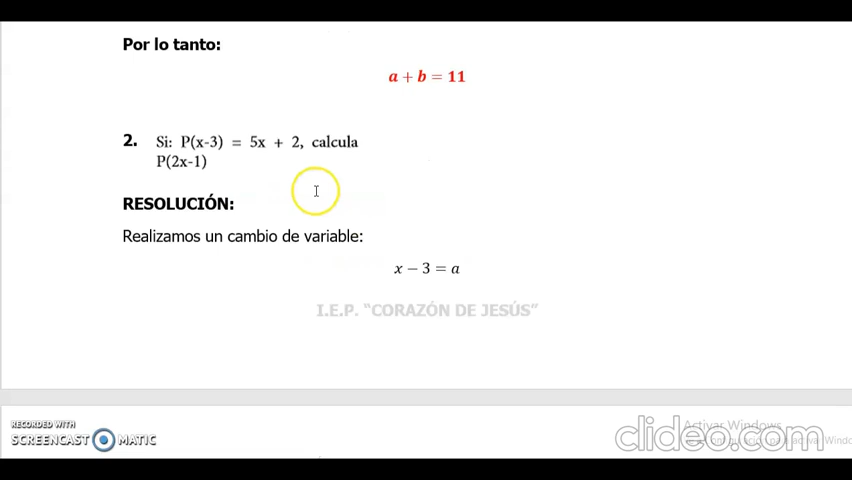 Por lo tanto:
a + b = 11
2. Si: P(x-3) = 5x + 2, calcula
P(2x-1)
RESOLUCIÓN:
Realizamos un cambio de variable:
x − 3 = a
I.E.P. “CORAZÓN DE JESÚS”
RECORDED WITH
SCREENCAST MATIC
Activar Windows
clideo.com